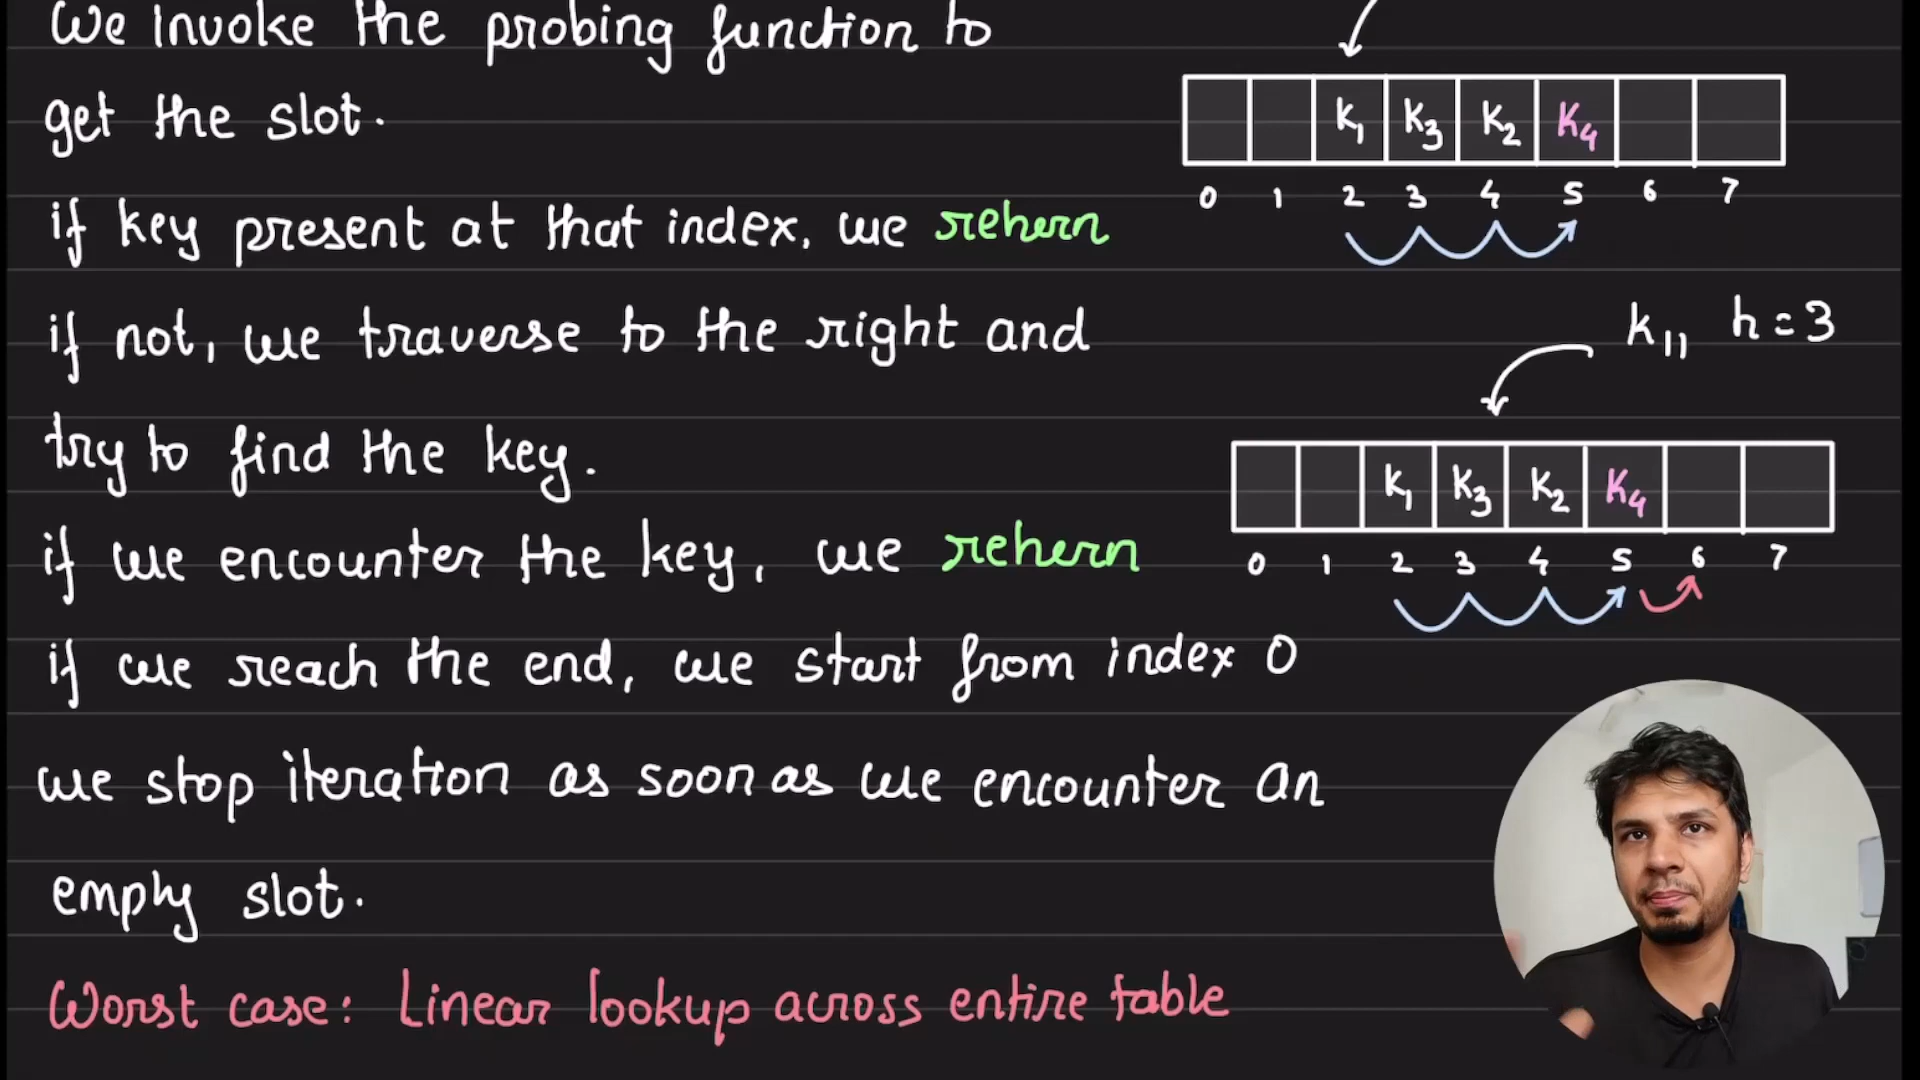 We invoke the probing function to
get the slot.
if key present at that index, we return
if not, we traverse to the right and
try to find the key.
if we encounter the key, we return
if we reach the end, we start from index 0
we stop iteration as soon as we encounter an
empty slot.
Worst case: Linear lookup across entire table
K1 K3 K2 K4
0 1 2 3 4 5 6 7
K11 h=3
K1 K3 K2 K4
0 1 2 3 4 5 6 7